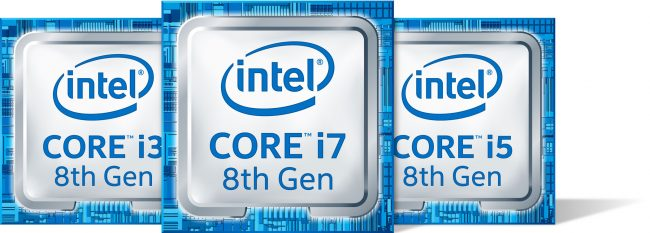 intel®
CORE™ i3
8th Gen
intel®
CORE™ i7
8th Gen
intel®
CORE™ i5
8th Gen